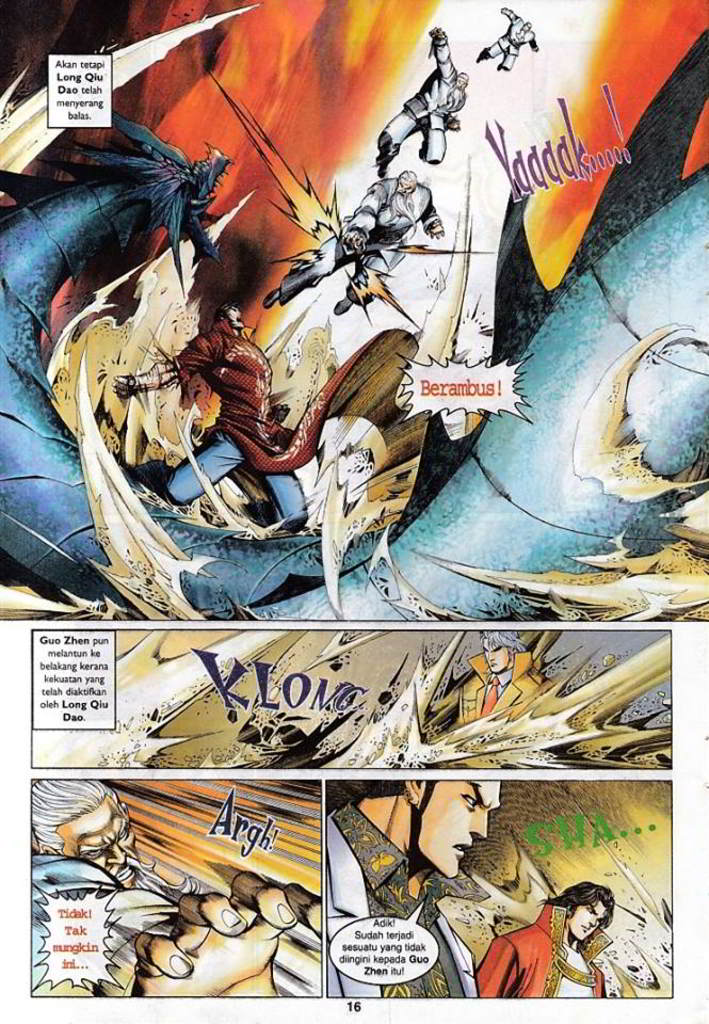 Akan tetapi
Long Qiu
Dao telah
menyerang
balas.
Yaaaak.....!
Berambus!
Guo Zhen pun
melantun ke
belakang kerana
kekuatan yang
telah diaktifkan
oleh Long Qiu
Dao.
KLONG
Argh!
Tidak!
Tak
mungkin
ini...
SHA...
Adik!
Sudah terjadi
sesuatu yang tidak
diingini kepada Guo
Zhen itu!
16